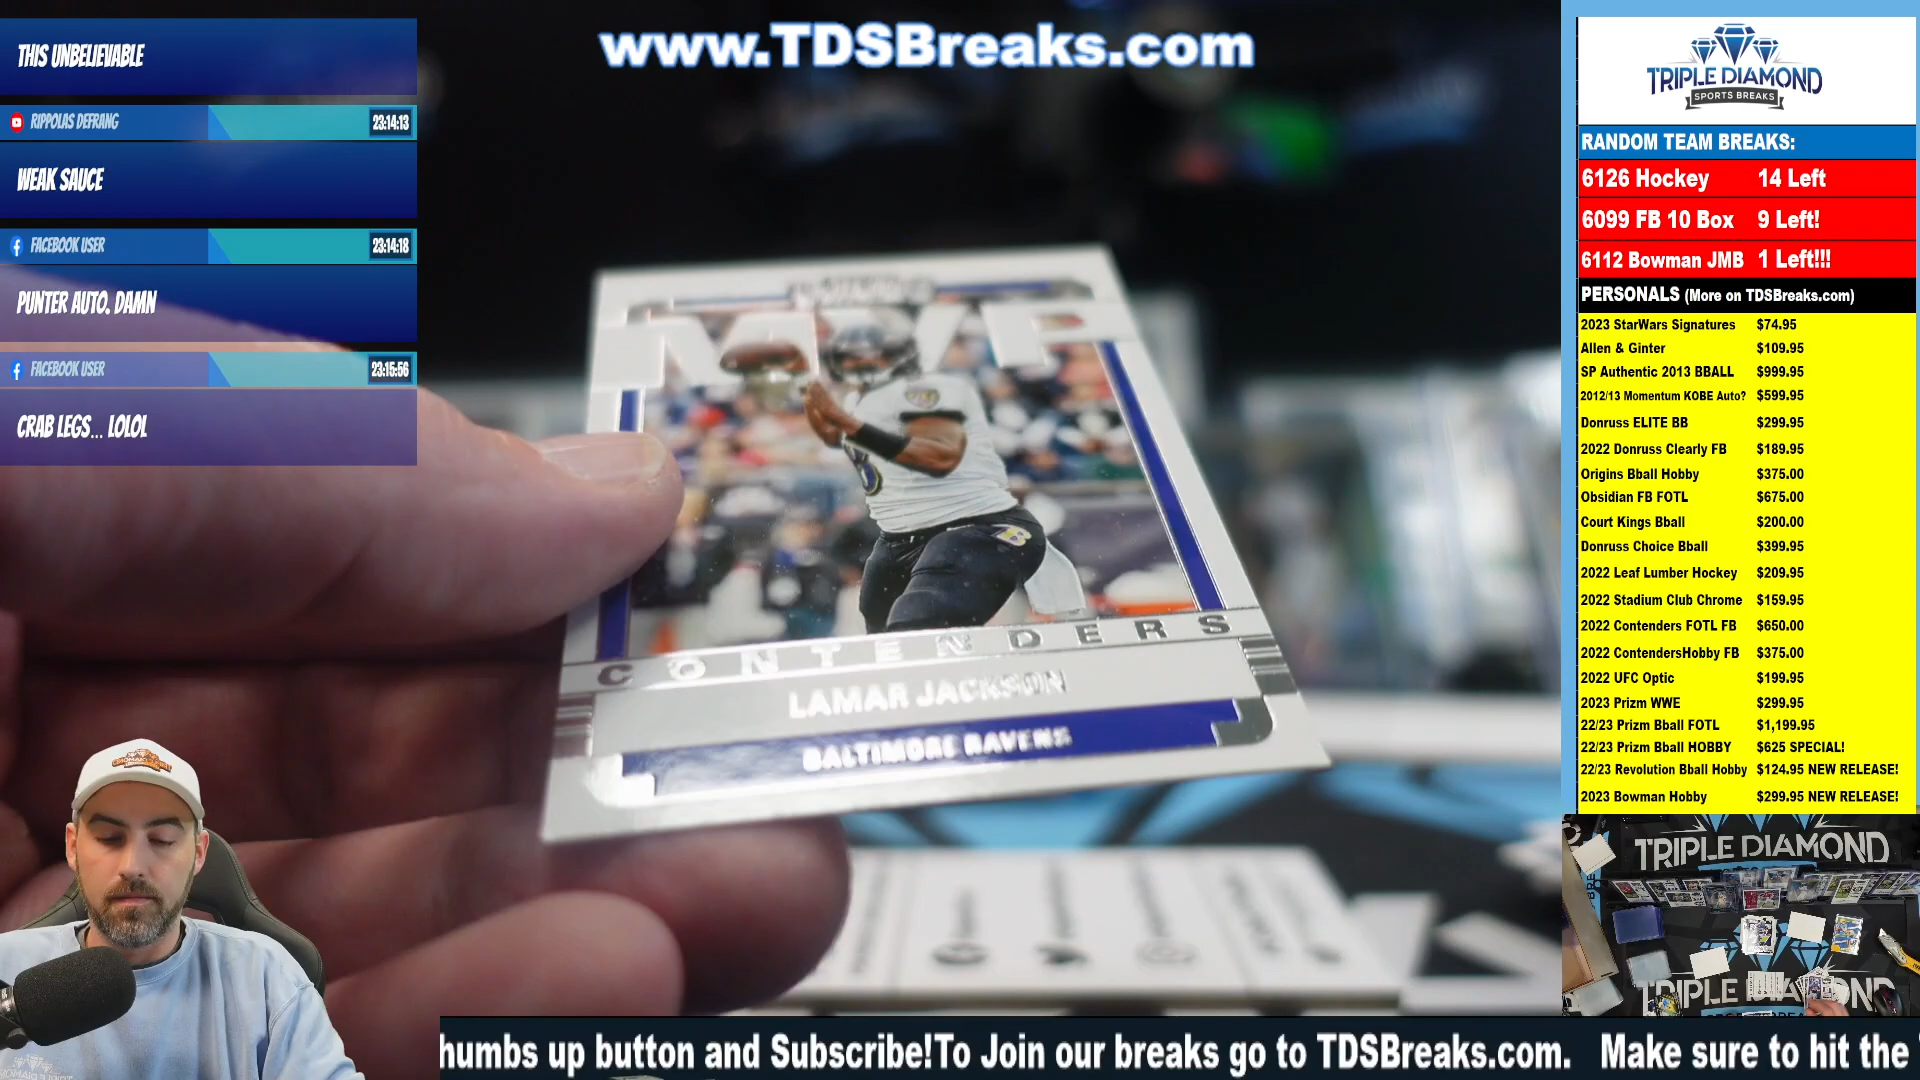 THIS UNBELIEVABLE
RIPPOLAS DEFRANG 23:14:13
WEAK SAUCE
FACEBOOK USER 23:14:18
PUNTER AUTO. DAMN
FACEBOOK USER 23:15:56
CRAB LEGS... LOLOL
www.TDSBreaks.com
MVP
CONTENDERS
LAMAR JACKSON
BALTIMORE RAVENS
TRIPLE DIAMOND
SPORTS BREAKS
RANDOM TEAM BREAKS:
6126 Hockey 14 Left
6099 FB 10 Box 9 Left!
6112 Bowman JMB 1 Left!!!
PERSONALS (More on TDSBreaks.com)
2023 StarWars Signatures $74.95
Allen & Ginter $109.95
SP Authentic 2013 BBALL $999.95
2012/13 Momentum KOBE Auto? $599.95
Donruss ELITE BB $299.95
2022 Donruss Clearly FB $189.95
Origins Bball Hobby $375.00
Obsidian FB FOTL $675.00
Court Kings Bball $200.00
Donruss Choice Bball $399.95
2022 Leaf Lumber Hockey $209.95
2022 Stadium Club Chrome $159.95
2022 Contenders FOTL FB $650.00
2022 ContendersHobby FB $375.00
2022 UFC Optic $199.95
2023 Prizm WWE $299.95
22/23 Prizm Bball FOTL $1,199.95
22/23 Prizm Bball HOBBY $625 SPECIAL!
22/23 Revolution Bball Hobby $124.95 NEW RELEASE!
2023 Bowman Hobby $299.95 NEW RELEASE!
TRIPLE DIAMOND
TRIPLE DIAMOND
humbs up button and Subscribe!To Join our breaks go to TDSBreaks.com. Make sure to hit the